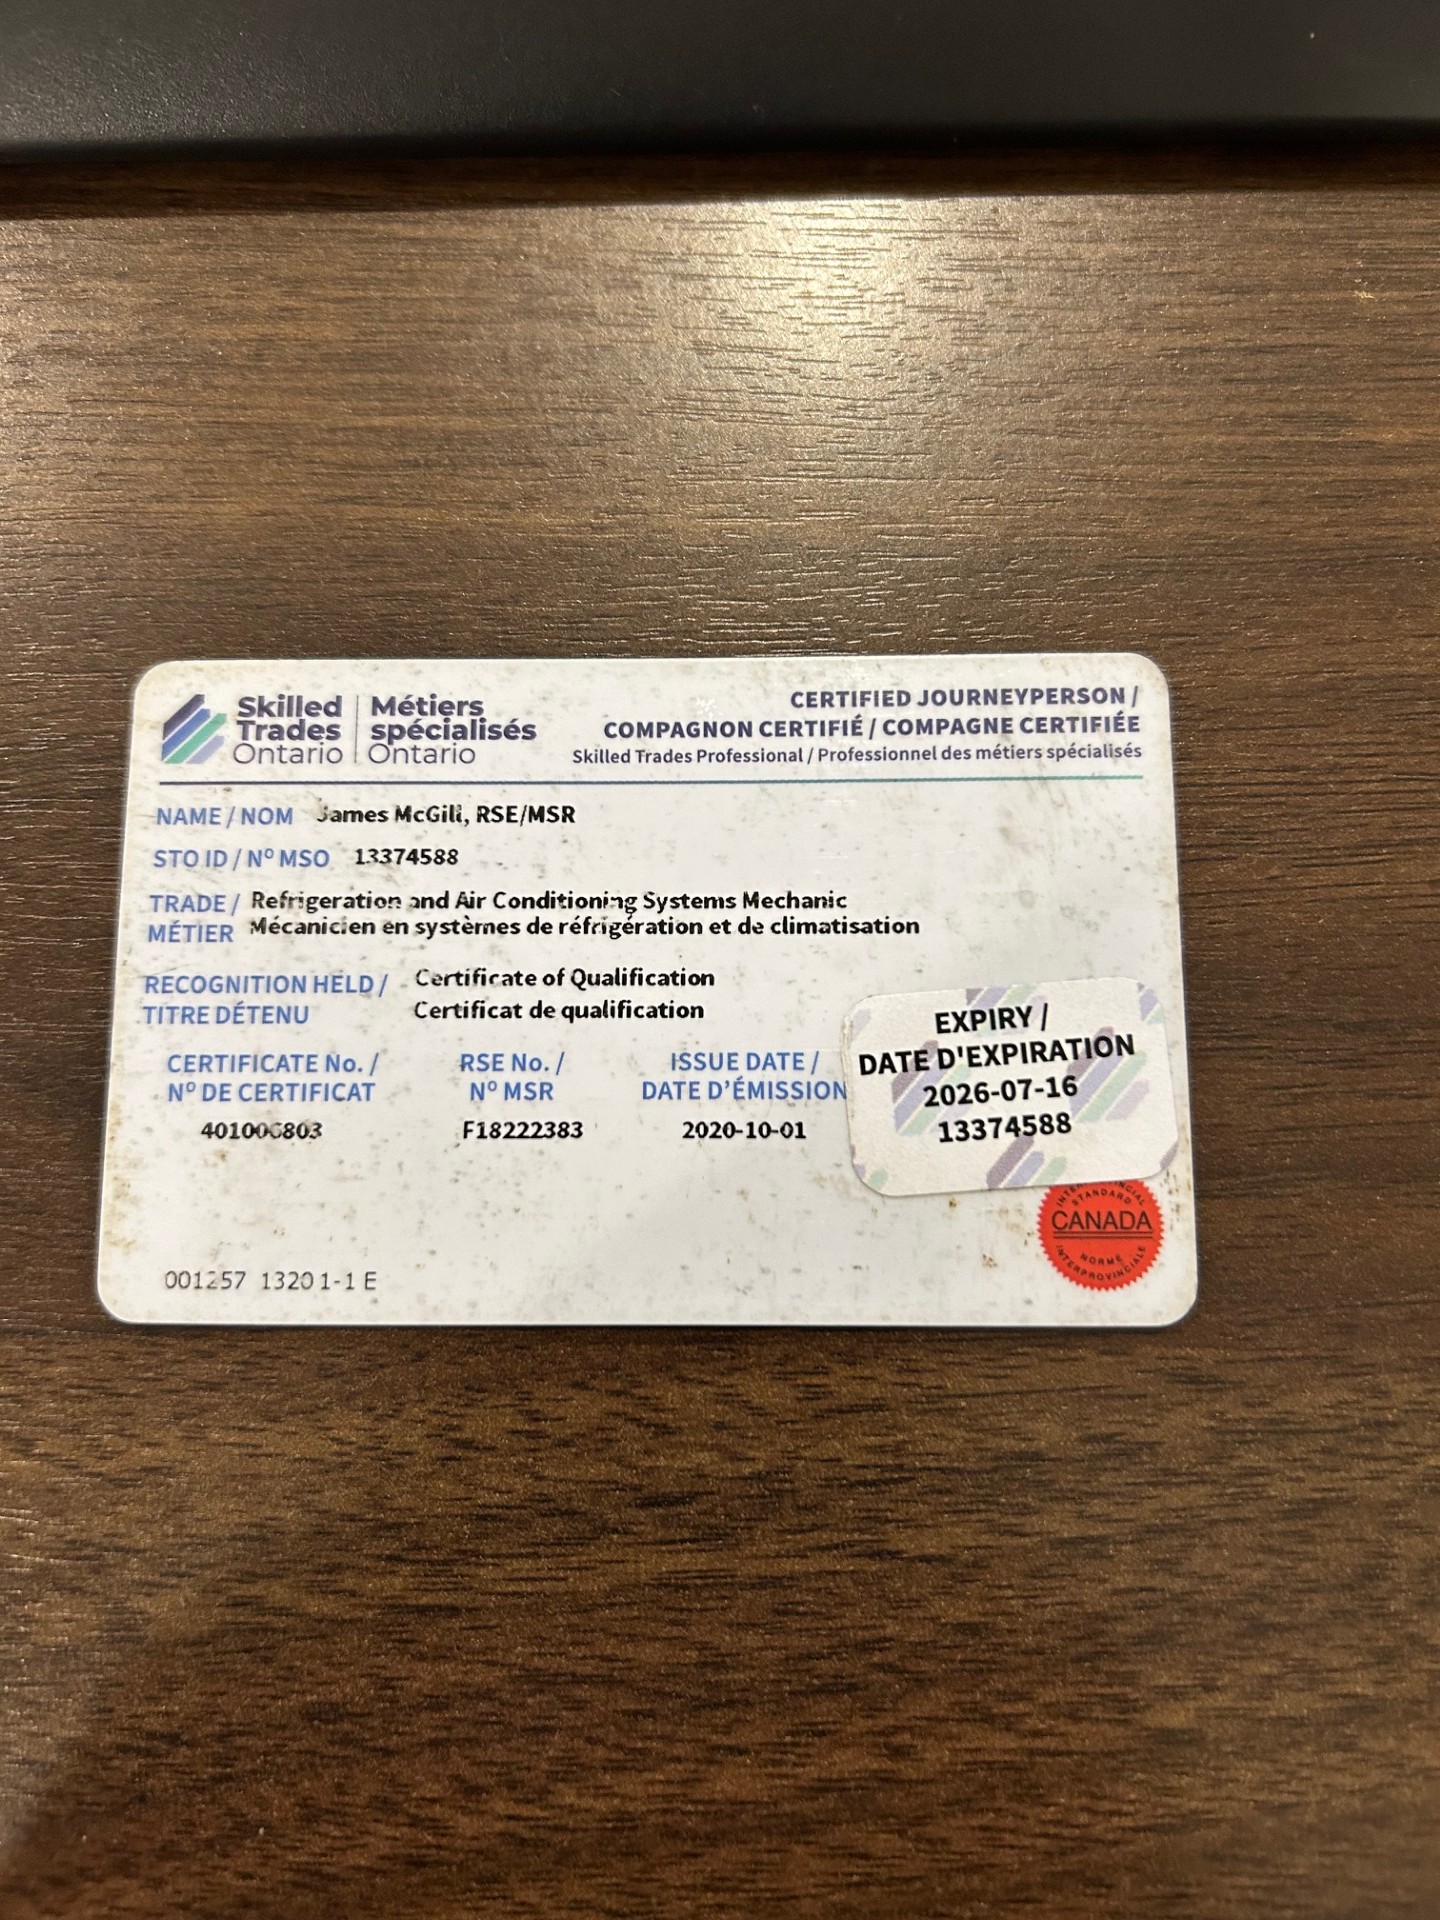 Skilled Trades Ontario
Métiers spécialisés Ontario
CERTIFIED JOURNEYPERSON /
COMPAGNON CERTIFIÉ / COMPAGNE CERTIFIÉE
Skilled Trades Professional / Professionnel des métiers spécialisés
NAME / NOM James McGill, RSE/MSR
STO ID / Nº MSO 13374588
TRADE / Refrigeration and Air Conditioning Systems Mechanic
MÉTIER Mécanicien en systèmes de réfrigération et de climatisation
RECOGNITION HELD / Certificate of Qualification
TITRE DÉTENU Certificat de qualification
CERTIFICATE No. / RSE No. / ISSUE DATE /
Nº DE CERTIFICAT Nº MSR DATE D'ÉMISSION
401006803 F18222383 2020-10-01
EXPIRY /
DATE D'EXPIRATION
2026-07-16
13374588
STANDARD
CANADA
NORME
INTERPROVINCIALE
001257 13201-1 E